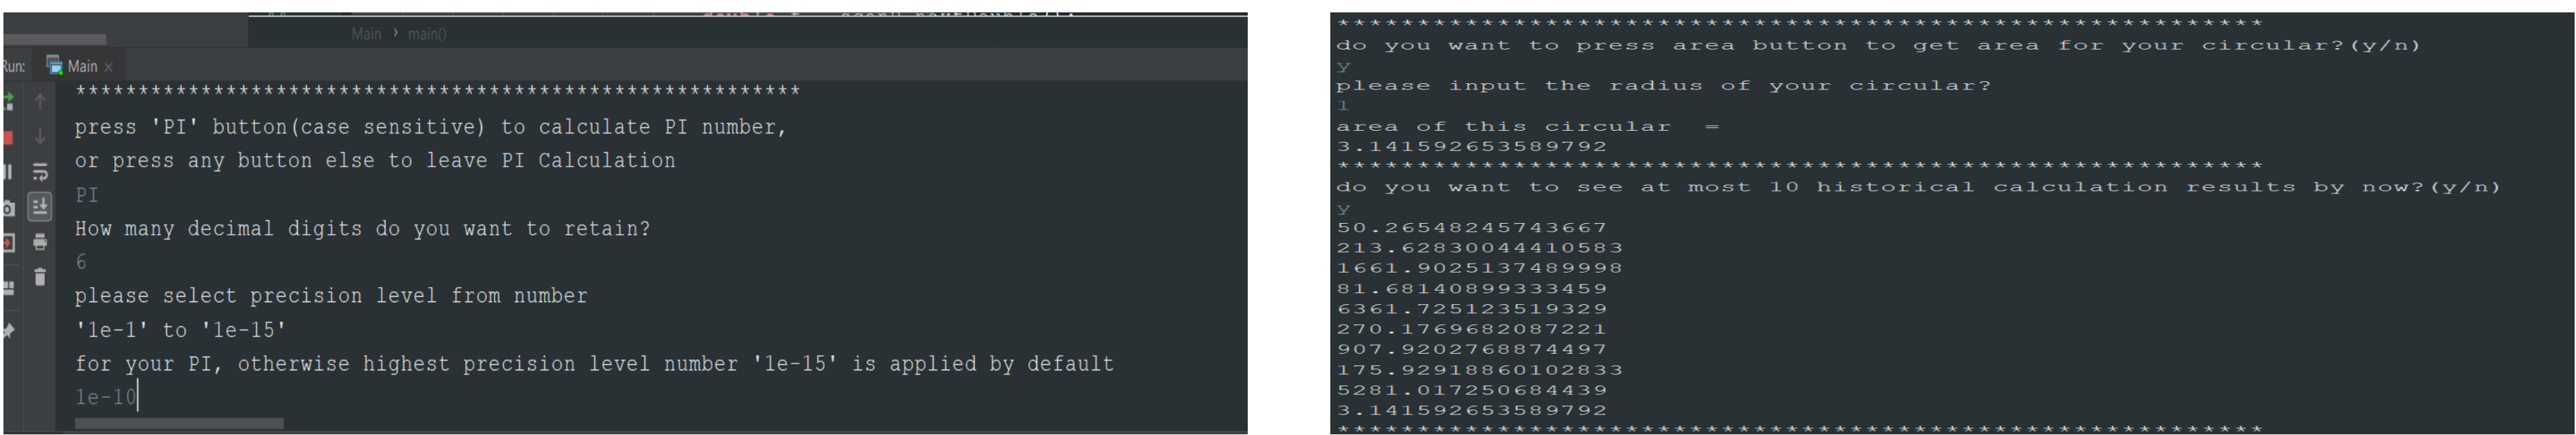 Main › main()
Run: Main ×
**********************************************************
press 'PI' button(case sensitive) to calculate PI number,
or press any button else to leave PI Calculation
PI
How many decimal digits do you want to retain?
6
please select precision level from number
'1e-1' to '1e-15'
for your PI, otherwise highest precision level number '1e-15' is applied by default
1e-10
**********************************************************
do you want to press area button to get area for your circular?(y/n)
y
please input the radius of your circular?
1
area of this circular  =
3.141592653589792
**********************************************************
do you want to see at most 10 historical calculation results by now?(y/n)
y
50.26548245743667
213.62830044410583
1661.9025137489998
81.68140899333459
6361.725123519329
270.1769682087221
907.9202768874497
175.92918860102833
5281.017250684439
3.141592653589792
**********************************************************